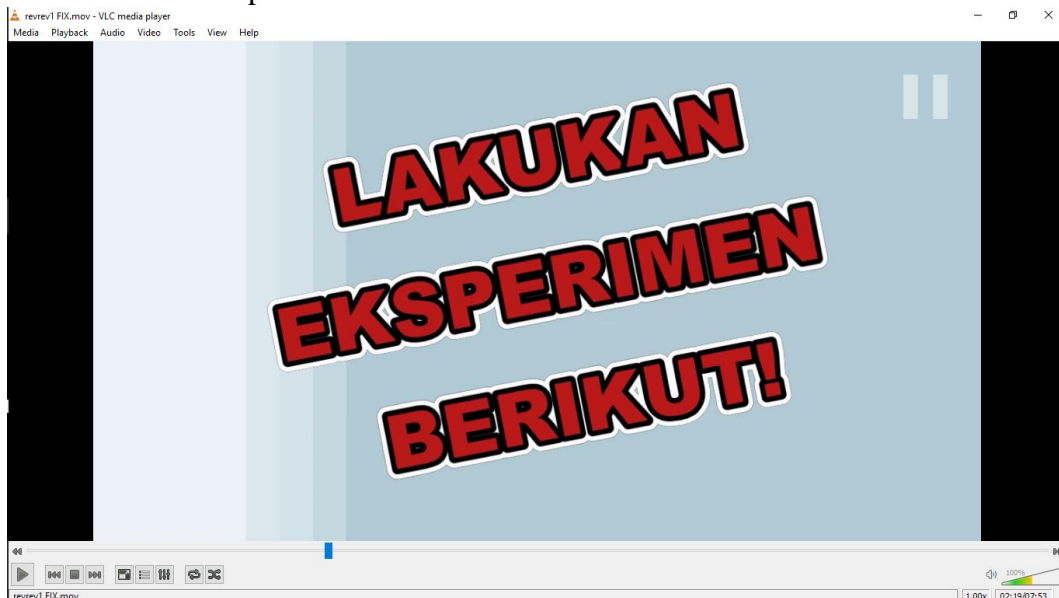 revrev1 FIX.mov - VLC media player
Media Playback Audio Video Tools View Help
LAKUKAN
EKSPERIMEN
BERIKUT!
100%
revrev1 FIX.mov 1.00x 02:19/07:53